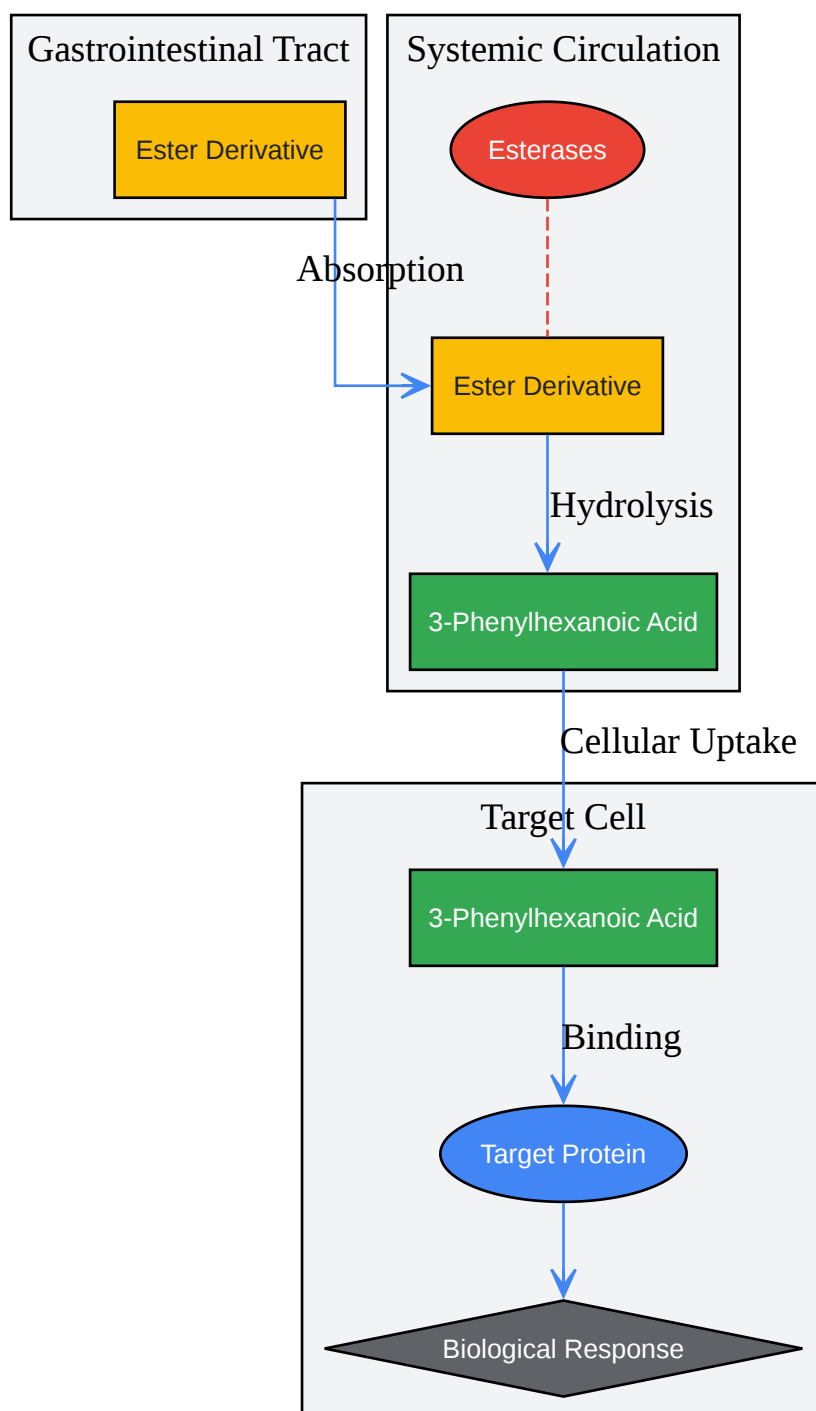 Gastrointestinal Tract
Systemic Circulation
Ester Derivative
Esterases
Absorption
Ester Derivative
Hydrolysis
3-Phenylhexanoic Acid
Cellular Uptake
Target Cell
3-Phenylhexanoic Acid
Binding
Target Protein
Biological Response